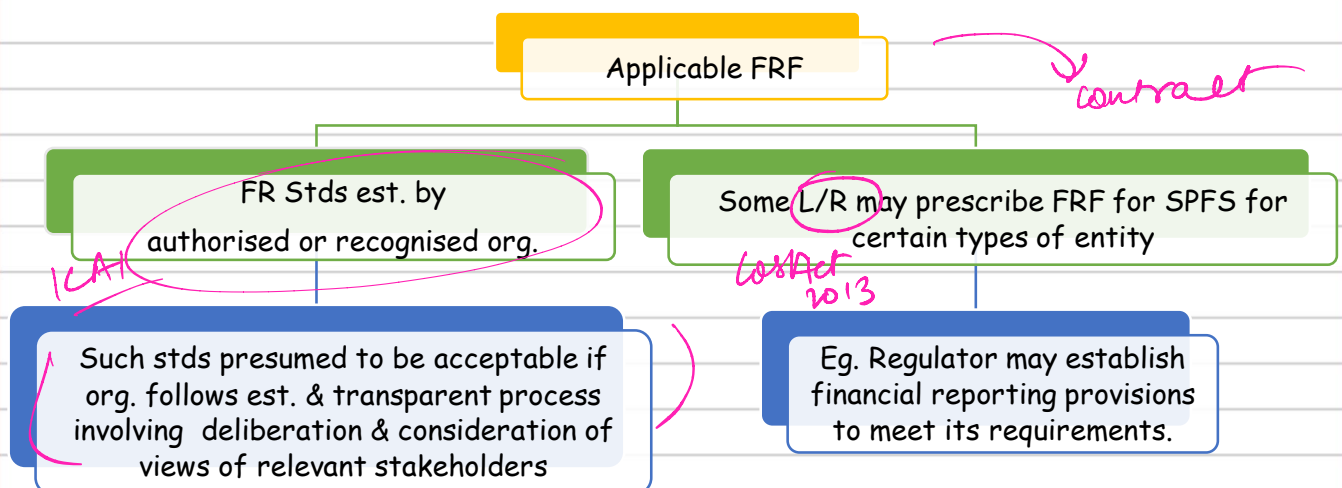 Applicable FRF
contract
FR Stds est. by
authorised or recognised org.
ICAI
Some L/R may prescribe FRF for SPFS for
certain types of entity
CosAct
2013
Such stds presumed to be acceptable if
org. follows est. & transparent process
involving deliberation & consideration of
views of relevant stakeholders
Eg. Regulator may establish
financial reporting provisions
to meet its requirements.